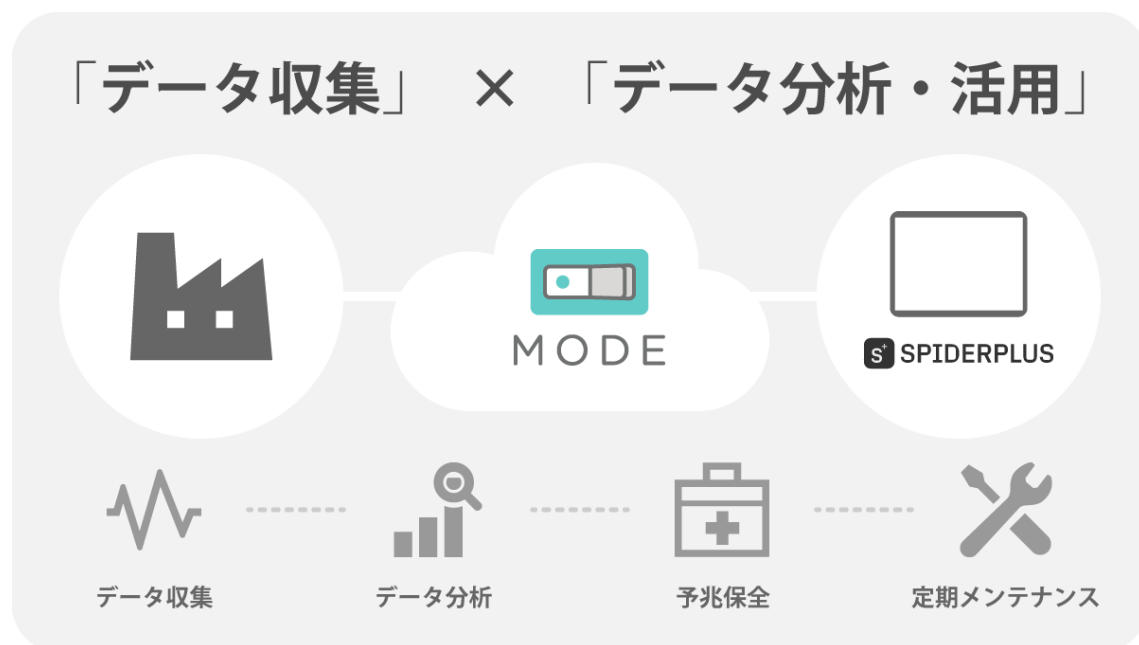 「データ収集」 × 「データ分析・活用」
MODE
S+ SPIDERPLUS
データ収集
データ分析
予兆保全
定期メンテナンス